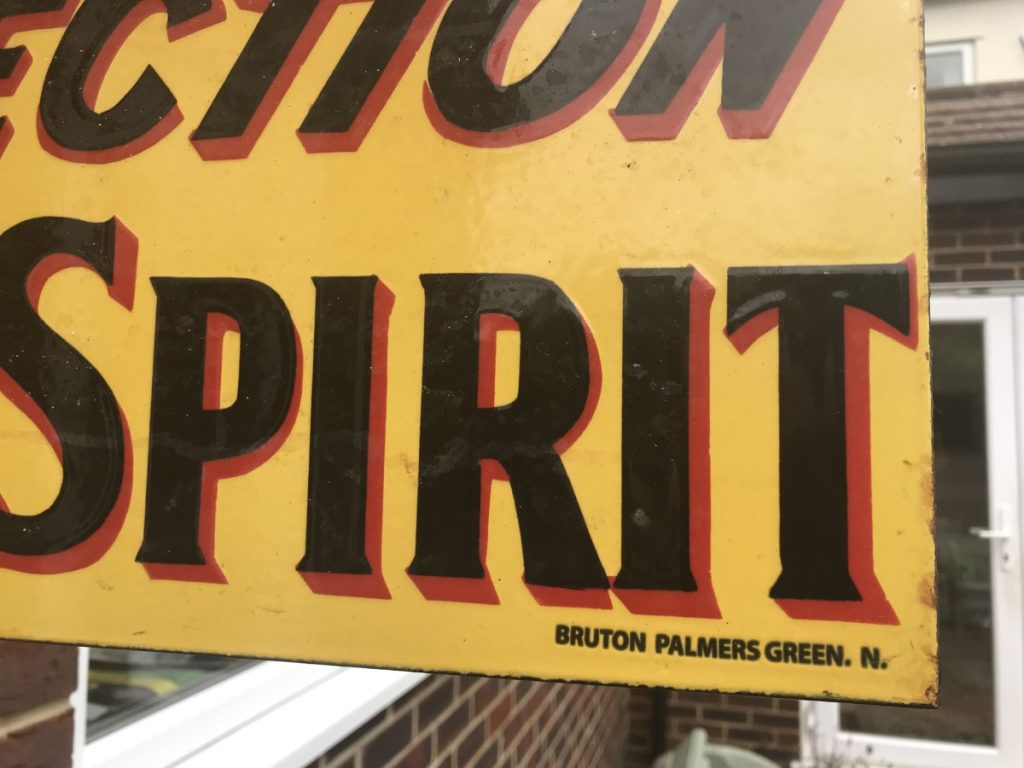 ECTION
SPIRIT
BRUTON PALMERS GREEN. N.